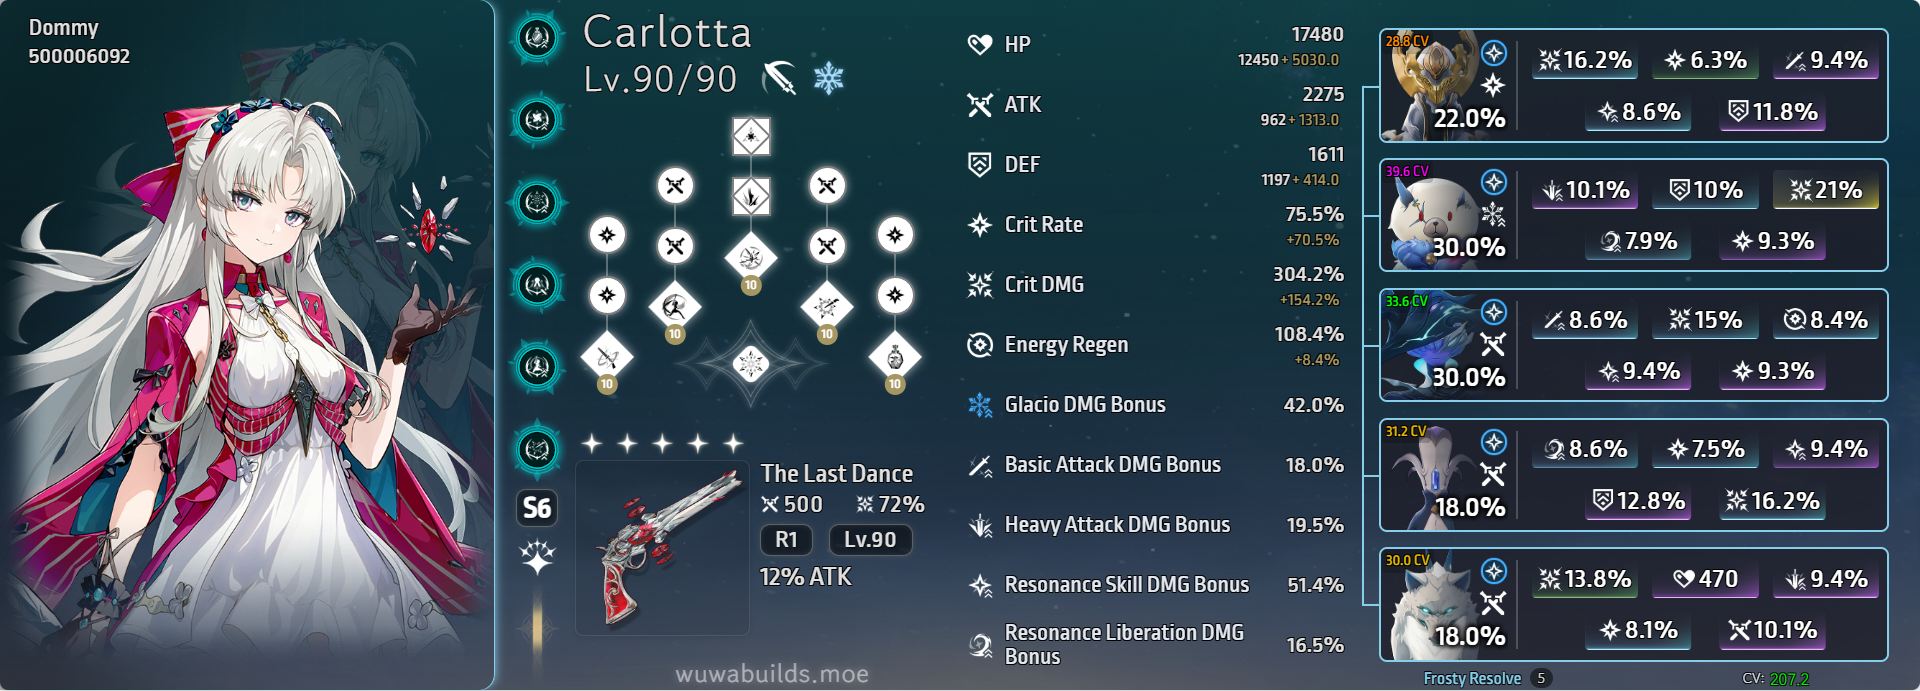 Dommy
500006092
Carlotta
Lv.90/90
10
10
10
10
10
S6
The Last Dance
500 72%
R1 Lv.90
12% ATK
wuwabuilds.moe
HP 17480
12450 + 5030.0
ATK 2275
962 + 1313.0
DEF 1611
1197 + 414.0
Crit Rate 75.5%
+70.5%
Crit DMG 304.2%
+154.2%
Energy Regen 108.4%
+8.4%
Glacio DMG Bonus 42.0%
Basic Attack DMG Bonus 18.0%
Heavy Attack DMG Bonus 19.5%
Resonance Skill DMG Bonus 51.4%
Resonance Liberation DMG
Bonus 16.5%
28.8 CV
22.0%
16.2% 6.3% 9.4%
8.6% 11.8%
39.6 CV
30.0%
10.1% 10% 21%
7.9% 9.3%
33.6 CV
30.0%
8.6% 15% 8.4%
9.4% 9.3%
31.2 CV
18.0%
8.6% 7.5% 9.4%
12.8% 16.2%
30.0 CV
18.0%
13.8% 470 9.4%
8.1% 10.1%
Frosty Resolve 5
CV: 207.2